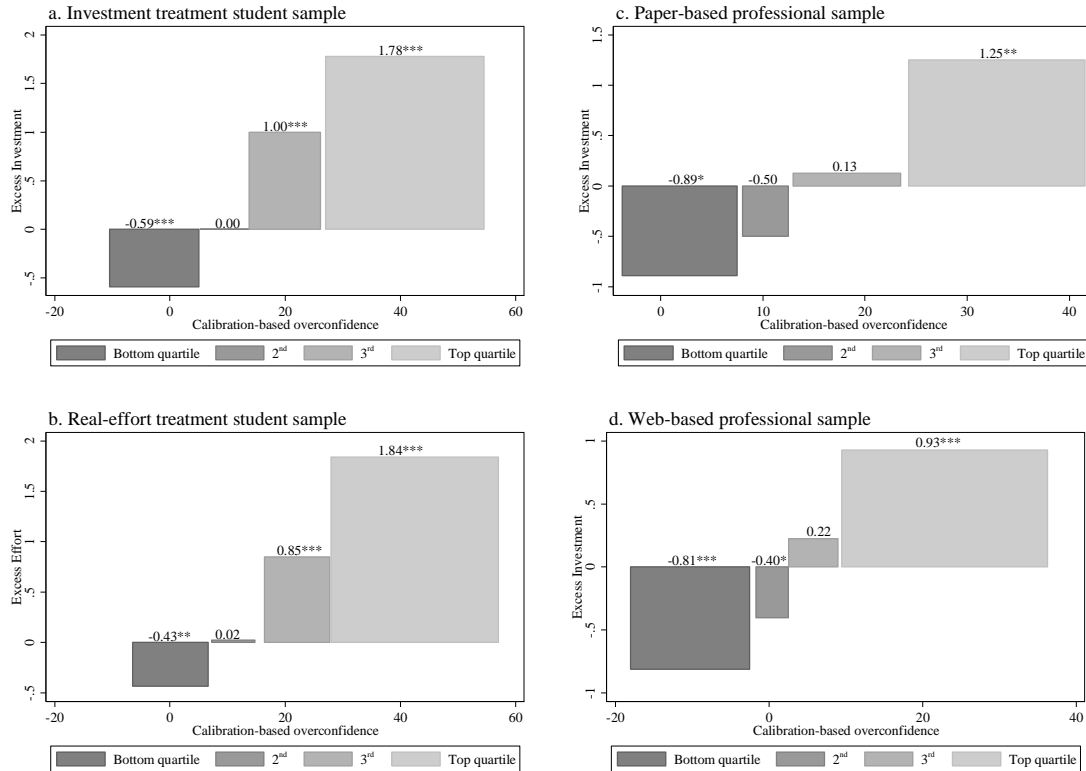 a. Investment treatment student sample
Excess Investment
2
1.5
1
.5
0
-.5
1.78***
1.00***
-0.59***
0.00
-20
0
20
40
60
Calibration-based overconfidence
Bottom quartile
2nd
3rd
Top quartile
c. Paper-based professional sample
Excess Investment
1.5
1
.5
0
-.5
-1
1.25**
-0.89*
-0.50
0.13
0
10
20
30
40
Calibration-based overconfidence
Bottom quartile
2nd
3rd
Top quartile
b. Real-effort treatment student sample
Excess Effort
2
1.5
1
.5
0
-.5
1.84***
0.85***
-0.43**
0.02
-20
0
20
40
60
Calibration-based overconfidence
Bottom quartile
2nd
3rd
Top quartile
d. Web-based professional sample
Excess Investment
1
.5
0
-.5
-1
0.93***
0.22
-0.81***
-0.40*
-20
0
20
40
Calibration-based overconfidence
Bottom quartile
2nd
3rd
Top quartile